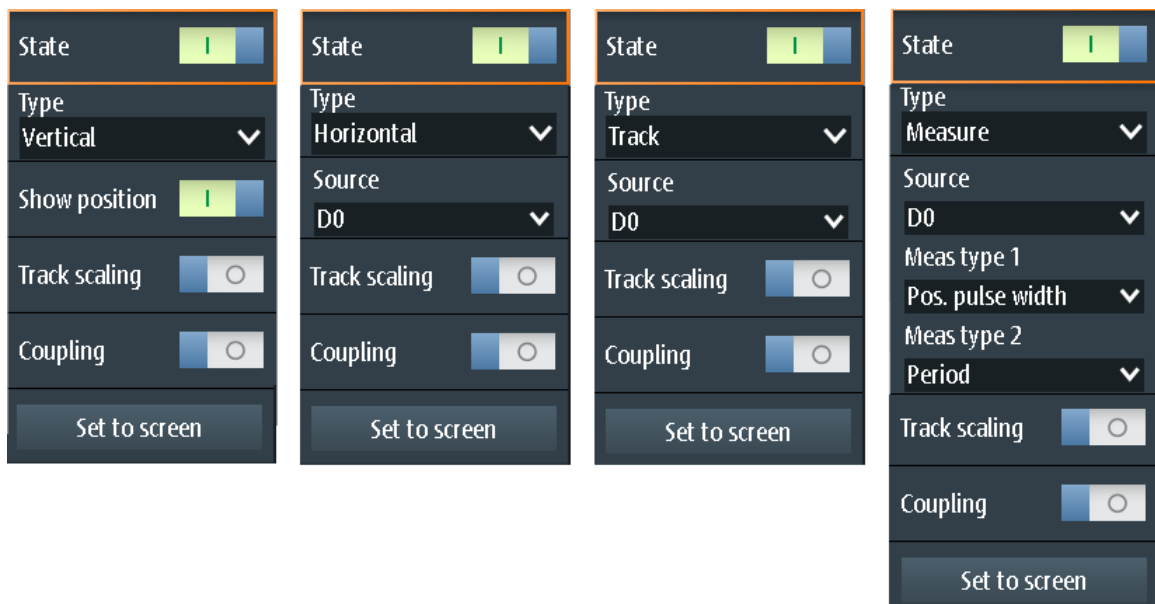 State
Type
Vertical
Show position
Track scaling
Coupling
Set to screen
State
Type
Horizontal
Source
D0
Track scaling
Coupling
Set to screen
State
Type
Track
Source
D0
Track scaling
Coupling
Set to screen
State
Type
Measure
Source
D0
Meas type 1
Pos. pulse width
Meas type 2
Period
Track scaling
Coupling
Set to screen